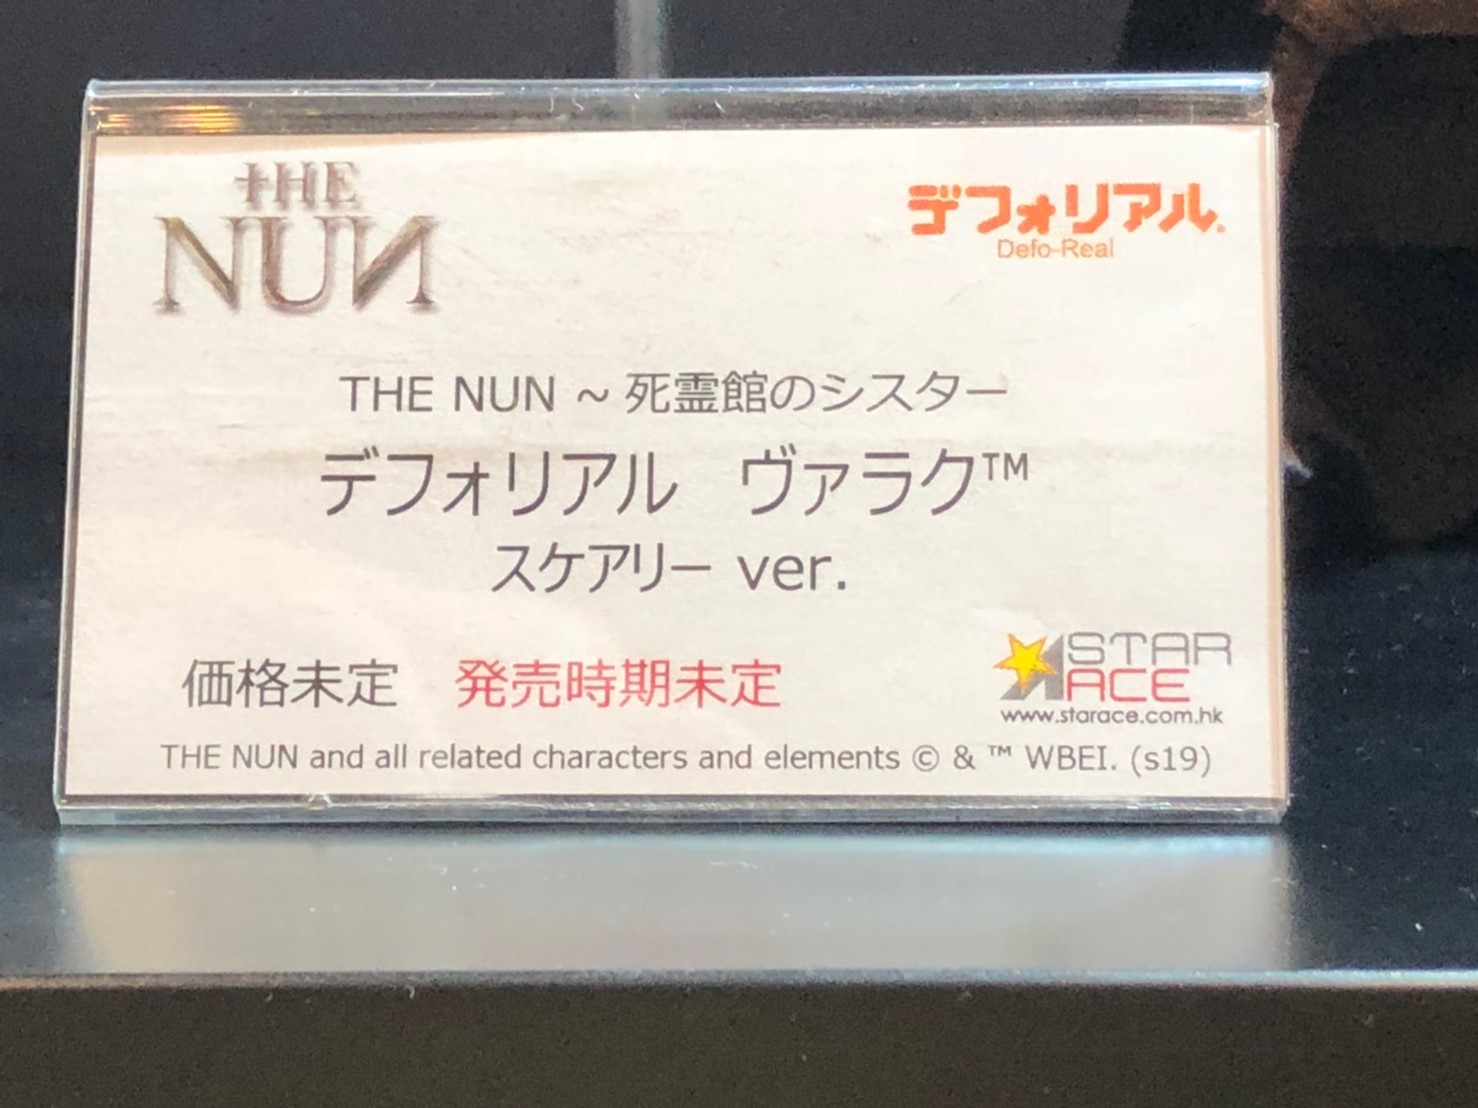 THE
NUN
デフォリアル
Defo-Real
THE NUN ~ 死霊館のシスター
デフォリアル　ヴァラク™
スケアリー ver.
価格未定　発売時期未定
STAR
ACE
www.starace.com.hk
THE NUN and all related characters and elements © & ™ WBEI. (s19)